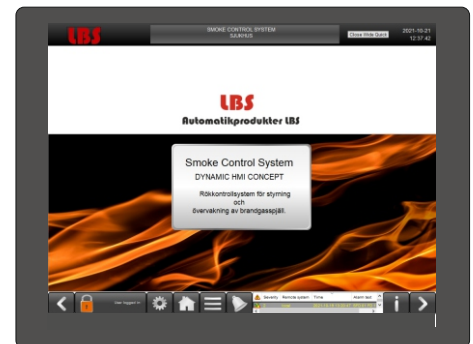 LBS
SMOKE CONTROL SYSTEM
SJUKHUS
Close Wide Quick
2021-10-21
12:37:42
LBS
Automatikprodukter LBS
Smoke Control System
DYNAMIC HMI CONCEPT
Rökkontrollsystem för styrning
och
övervakning av brandgasspjäll.
User logged in
Severity Remote system Time Alarm text